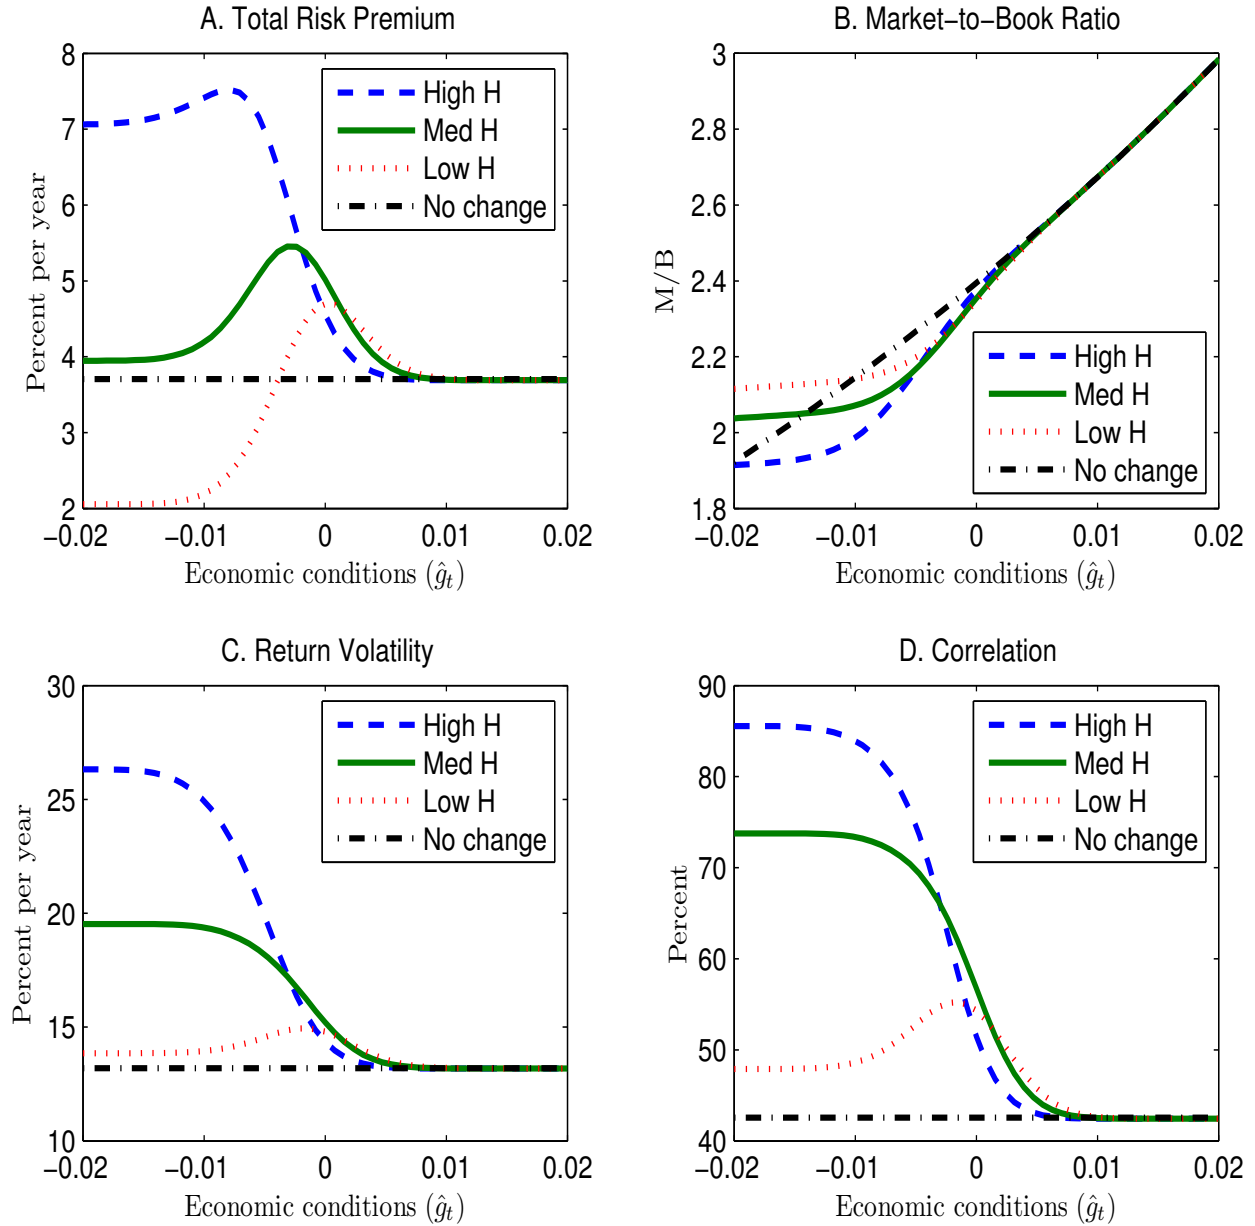 A. Total Risk Premium
8
7
6
5
4
3
2
Percent per year
High H
Med H
Low H
No change
−0.02 −0.01 0 0.01 0.02
Economic conditions (ĝt)
B. Market−to−Book Ratio
3
2.8
2.6
2.4
2.2
2
1.8
M/B
High H
Med H
Low H
No change
−0.02 −0.01 0 0.01 0.02
Economic conditions (ĝt)
C. Return Volatility
30
25
20
15
10
Percent per year
High H
Med H
Low H
No change
−0.02 −0.01 0 0.01 0.02
Economic conditions (ĝt)
D. Correlation
90
80
70
60
50
40
Percent
High H
Med H
Low H
No change
−0.02 −0.01 0 0.01 0.02
Economic conditions (ĝt)